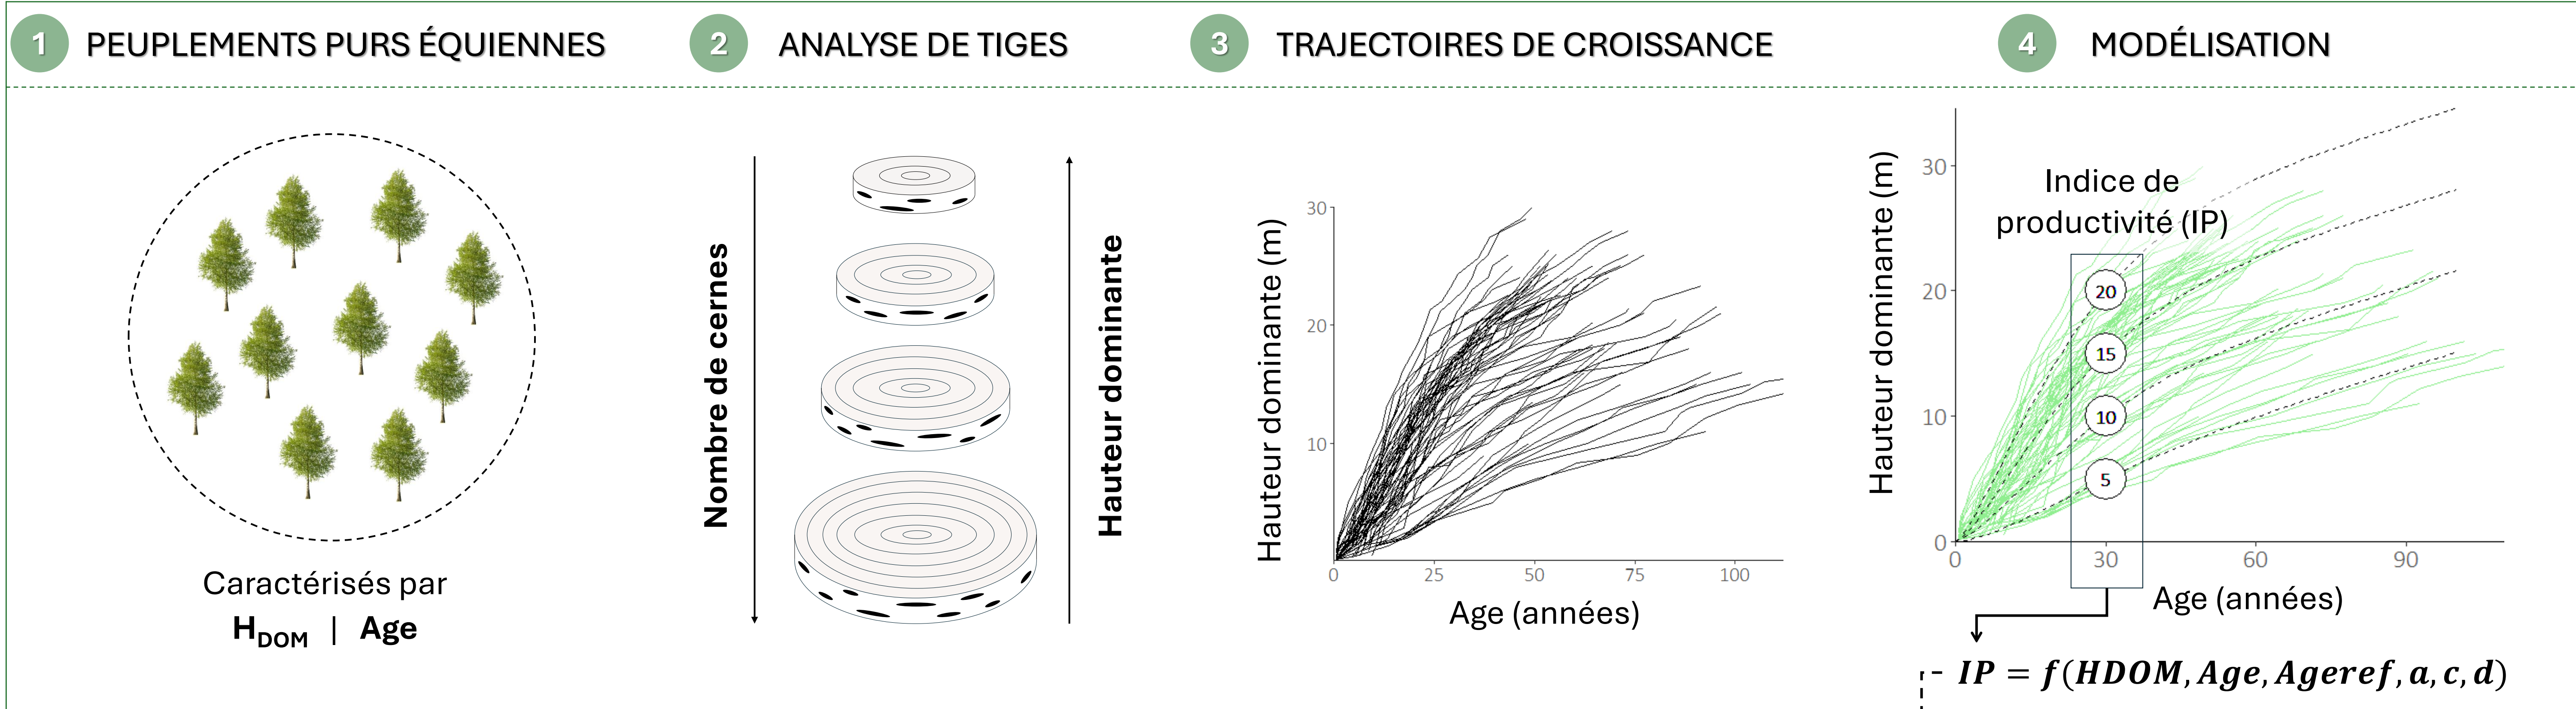 1 PEUPLEMENTS PURS ÉQUIENNES
2 ANALYSE DE TIGES
3 TRAJECTOIRES DE CROISSANCE
4 MODÉLISATION
Caractérisés par
HDOM | Age
Nombre de cernes
Hauteur dominante
Hauteur dominante (m)
30
20
10
0 25 50 75 100
Age (années)
Hauteur dominante (m)
30
20
10
0
Indice de
productivité (IP)
20
15
10
5
0 30 60 90
Age (années)
IP = f(HDOM, Age, Ageref, a, c, d)